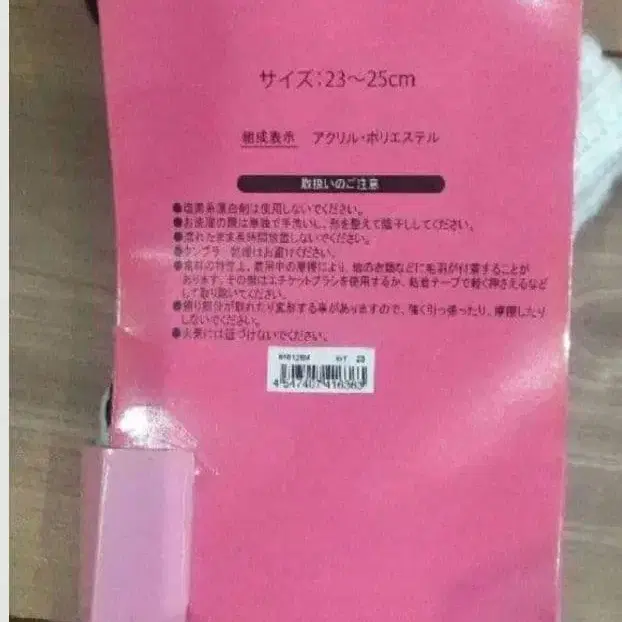 サイズ：23〜25cm
組成表示 アクリル・ポリエステル
取扱いのご注意
●塩素系漂白剤は使用しないでください。
●お洗濯の際は単独で手洗いし、形を整えて陰干ししてください。
●濡れたまま長時間放置しないでください。
●タンブラー乾燥はお避けください。
●素材の特性上、着用中の摩擦により、他の衣類などに毛羽が付着することが
あります。その際はエチケットブラシを使用するか、粘着テープで軽く押さえるなど
して取り除いてください。
●飾り部分が取れたり変形する事がありますので、強く引っ張ったり、摩擦したり
しないでください。
●火気には近づけないでください。
23
4 547407 416363